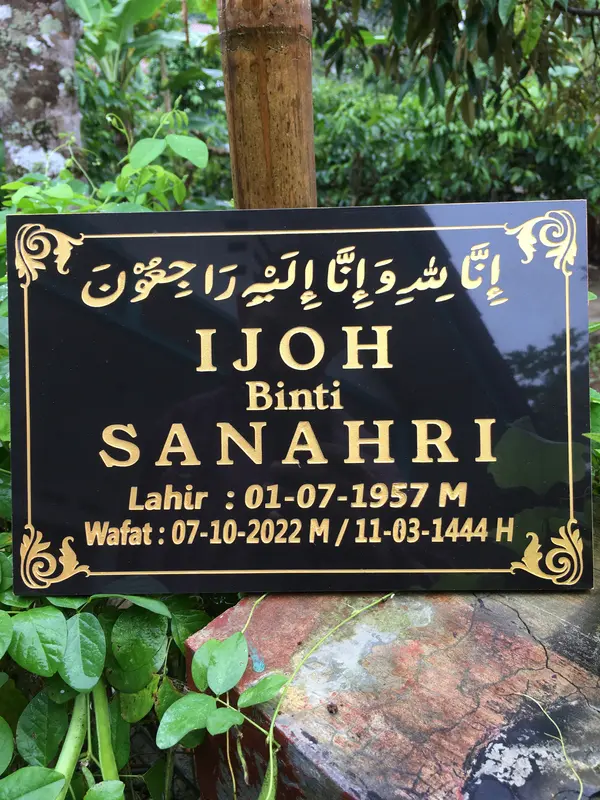 إِنَّا لِلّٰهِ وَإِنَّا إِلَيْهِ رَاجِعُوْنَ
IJOH
Binti
SANAHRI
Lahir : 01-07-1957 M
Wafat : 07-10-2022 M / 11-03-1444 H